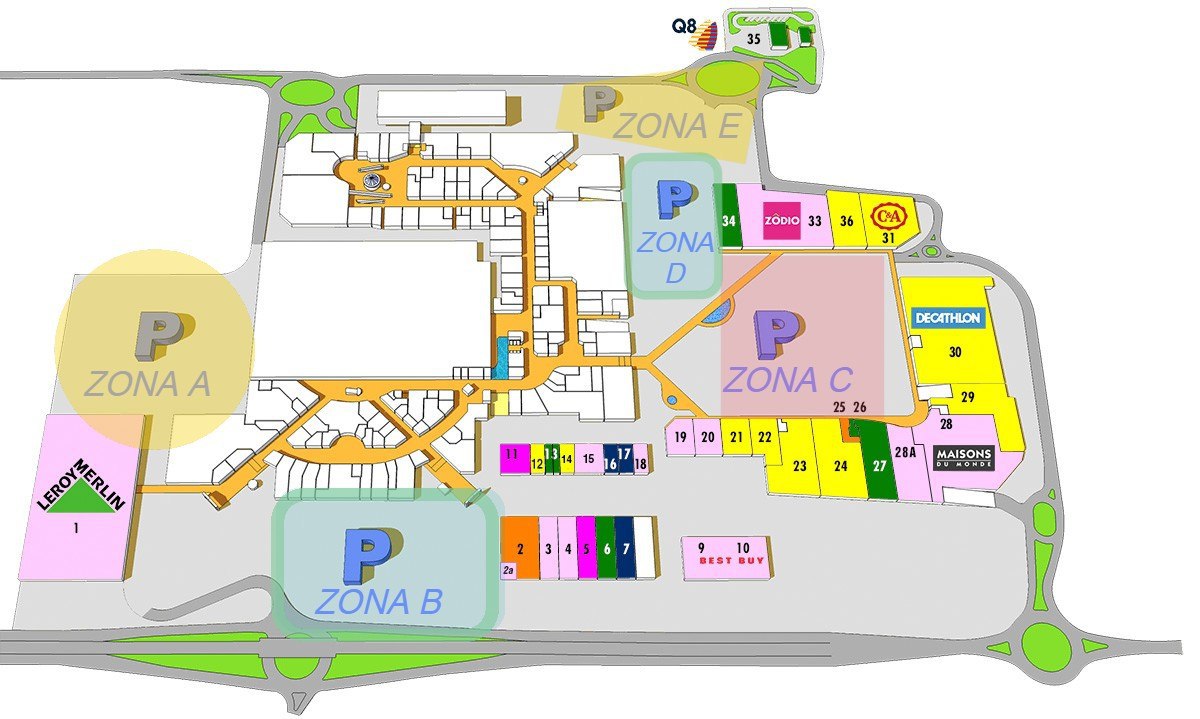 Q8
35
P
ZONA E
P
ZONA
D
34
ZÔDIO
33
36
C&A
31
P
ZONA A
P
ZONA C
DECATHLON
30
29
25 26
19
20
21
22
23
24
27
28A
28
MAISONS
DU MONDE
LEROY MERLIN
1
11
12
13
14
15
16
17
18
P
ZONA B
2
2a
3
4
5
6
7
9
10
BEST BUY